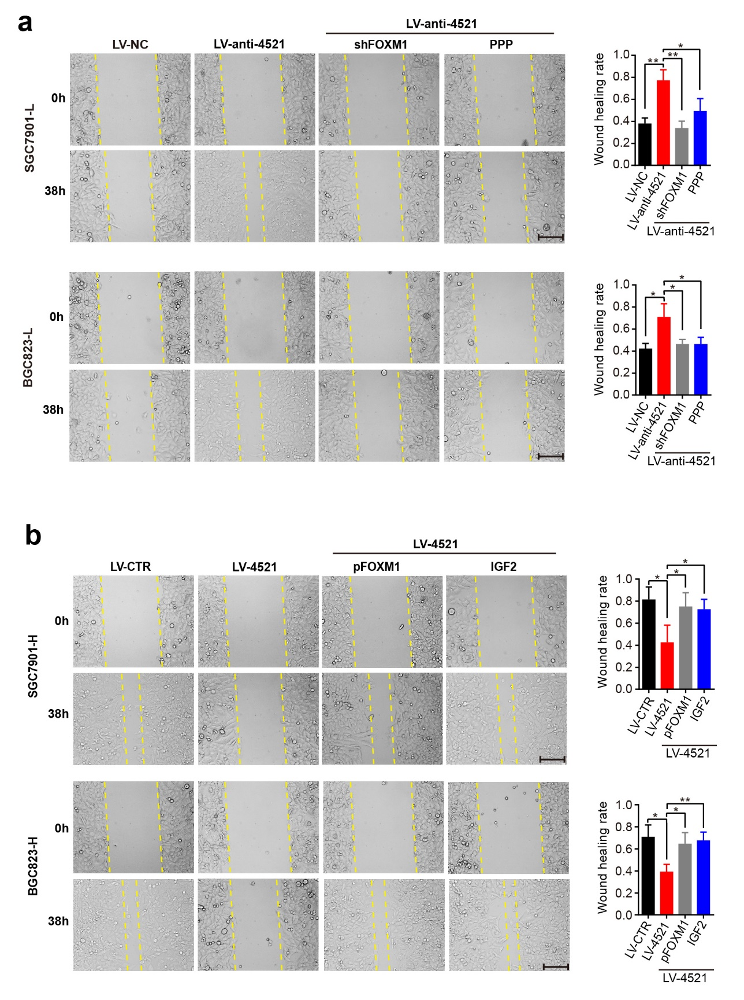 a
LV-anti-4521
LV-NC
LV-anti-4521
shFOXM1
PPP
SGC7901-L
0h
38h
Wound healing rate
1.0
0.8
0.6
0.4
0.2
0.0
**
**
*
LV-NC
LV-anti-4521
shFOXM1
PPP
LV-anti-4521
BGC823-L
0h
38h
Wound healing rate
1.0
0.8
0.6
0.4
0.2
0.0
*
*
*
LV-NC
LV-anti-4521
shFOXM1
PPP
LV-anti-4521
b
LV-4521
LV-CTR
LV-4521
pFOXM1
IGF2
SGC7901-H
0h
38h
Wound healing rate
1.0
0.8
0.6
0.4
0.2
0.0
*
*
*
LV-CTR
LV-4521
pFOXM1
IGF2
LV-4521
BGC823-H
0h
38h
Wound healing rate
1.0
0.8
0.6
0.4
0.2
0.0
*
*
**
LV-CTR
LV-4521
pFOXM1
IGF2
LV-4521